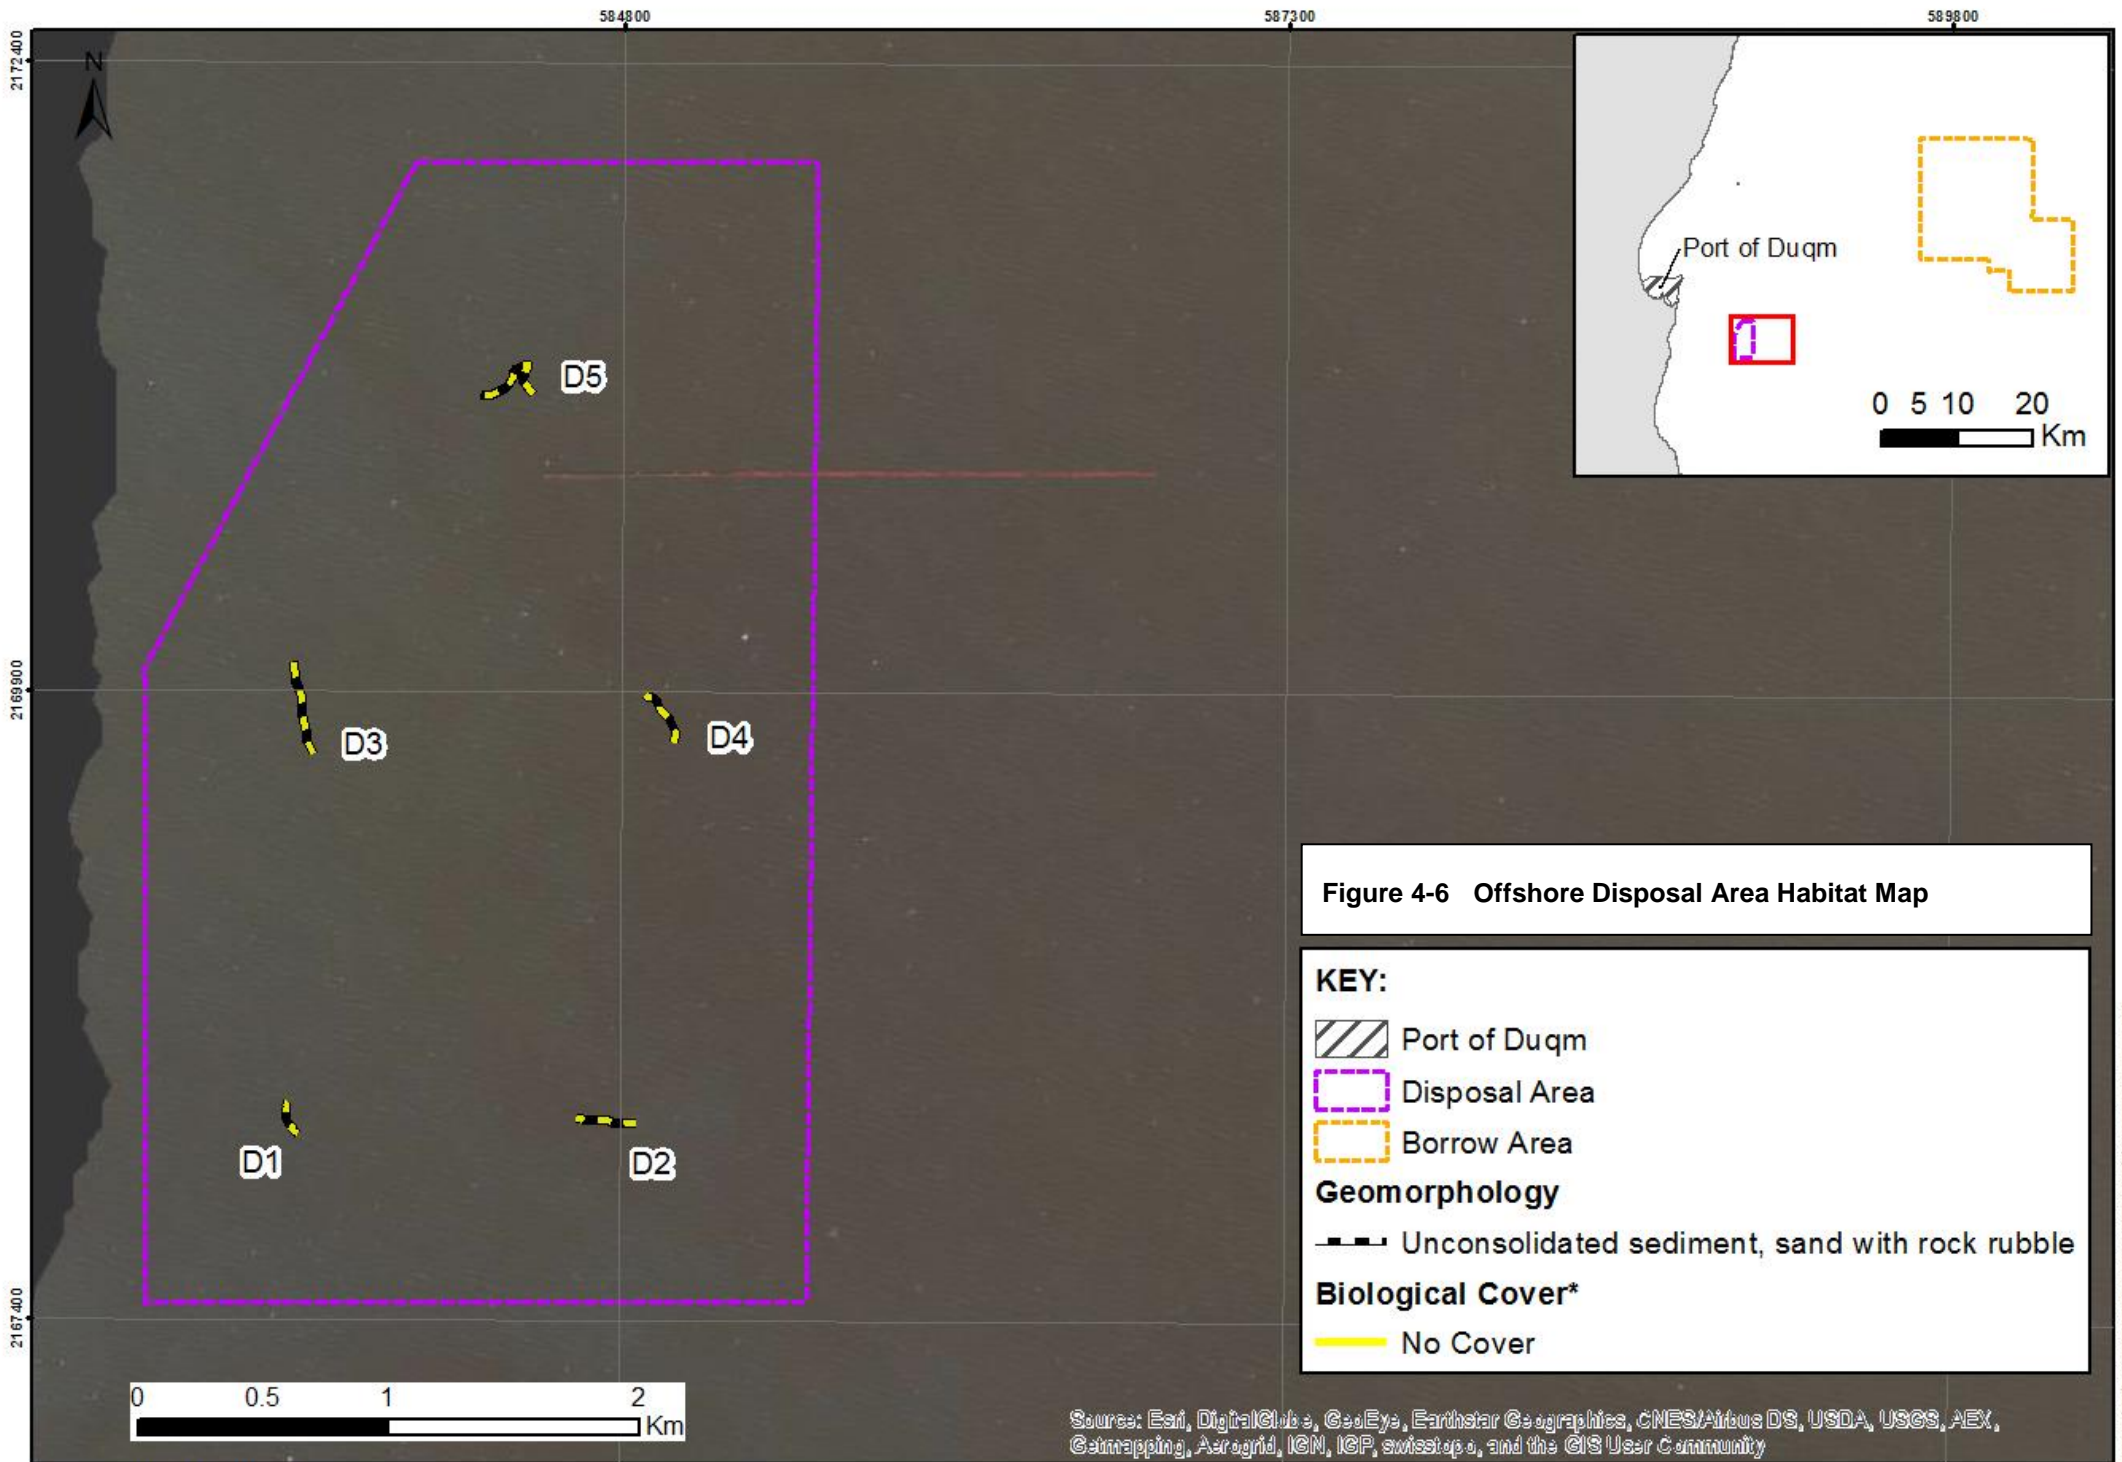 584800
587300
589800
2172400
N
Port of Duqm
0 5 10 20
Km
D5
2169900
D3
D4
Figure 4-6 Offshore Disposal Area Habitat Map
KEY:
Port of Duqm
Disposal Area
Borrow Area
Geomorphology
Unconsolidated sediment, sand with rock rubble
Biological Cover*
No Cover
D1
D2
2167400
0 0.5 1 2
Km
Source: Esri, DigitalGlobe, GeoEye, Earthstar Geographics, CNES/Airbus DS, USDA, USGS, AEX,
Getmapping, Aerogrid, IGN, IGP, swisstopo, and the GIS User Community